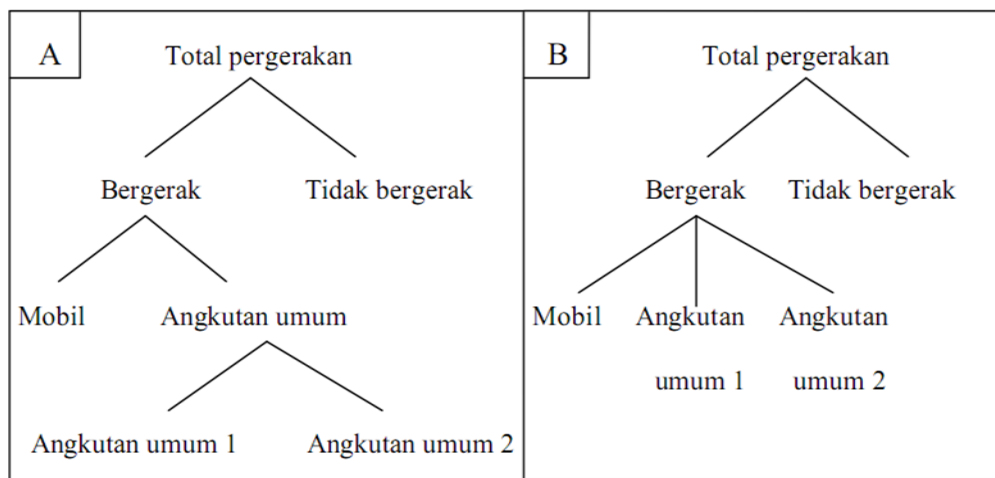 A
Total pergerakan
Bergerak
Tidak bergerak
Mobil
Angkutan umum
Angkutan umum 1
Angkutan umum 2
B
Total pergerakan
Bergerak
Tidak bergerak
Mobil
Angkutan
umum 1
Angkutan
umum 2